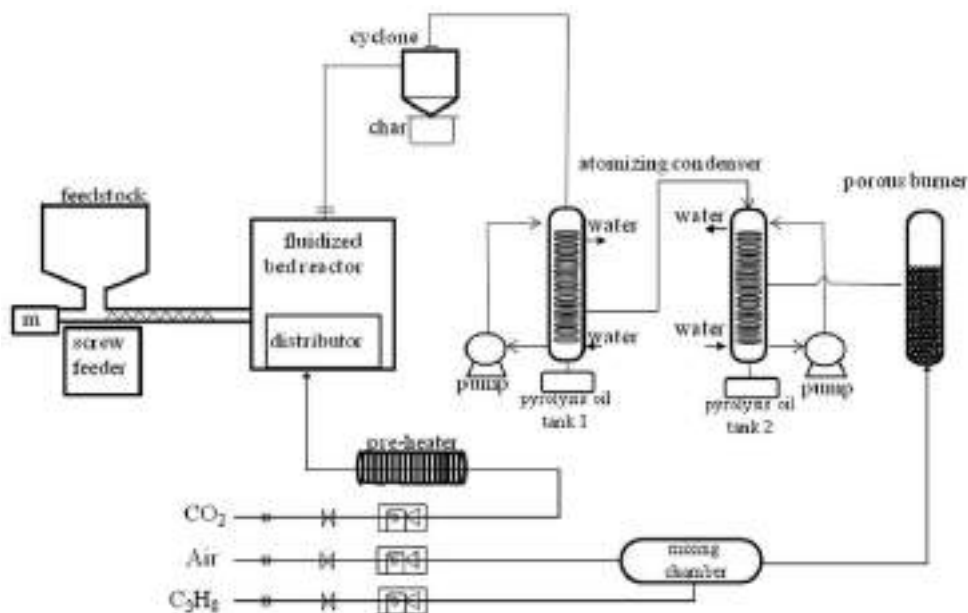 cyclone
char
atomizing condenser
porous burner
feedstock
fluidized
bed reactor
water
water
m
distributor
water
water
screw
feeder
pump
pump
pyrolysis oil
tank 1
pyrolysis oil
tank 2
pre-heater
CO₂
Air
mixing
chamber
C₃H₈